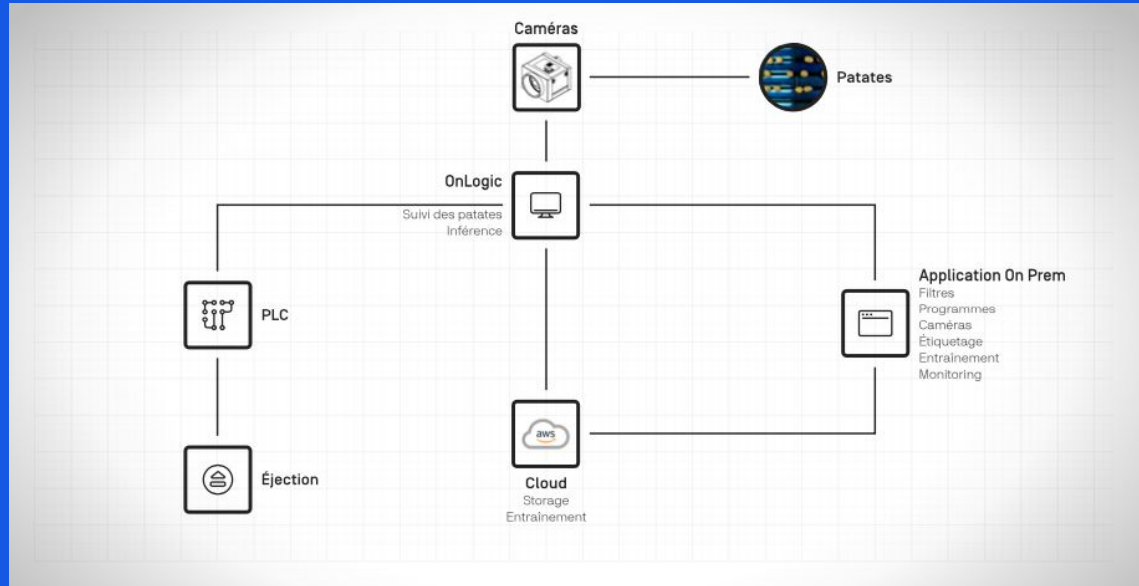 Caméras
Patates
OnLogic
Suivi des patates
Inférence
PLC
Application On Prem
Filtres
Programmes
Caméras
Étiquetage
Entraînement
Monitoring
aws
Éjection
Cloud
Storage
Entraînement